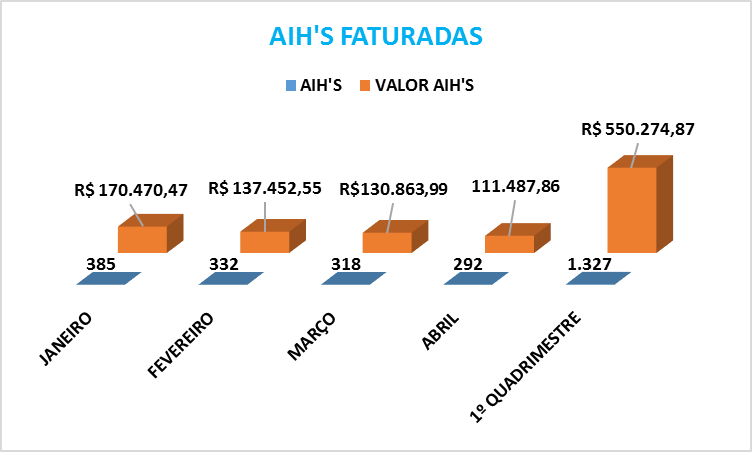 AIH'S FATURADAS
AIH'S VALOR AIH'S
R$ 550.274,87
R$ 170.470,47 R$ 137.452,55 R$130.863,99 111.487,86
385 332 318 292 1.327
JANEIRO
FEVEREIRO
MARÇO
ABRIL
1º QUADRIMESTRE